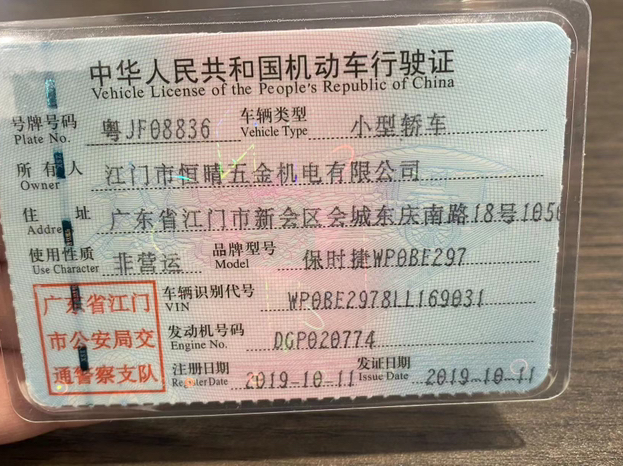 中华人民共和国机动车行驶证
Vehicle License of the People's Republic of China
号牌号码 粤JF08836 车辆类型 小型轿车
Plate No. Vehicle Type
所有人 江门市恒晴五金机电有限公司
Owner
住址 广东省江门市新会区会城东庆南路18号1056
Address
使用性质 非营运 品牌型号 保时捷WP0BE297
Use Character Model
广东省江门 车辆识别代号 WP0BE2978LL169031
VIN
市公安局交 发动机号码 DGP020774
Engine No.
通警察支队 注册日期 2019-10-11 发证日期 2019-10-11
Register Date Issue Date